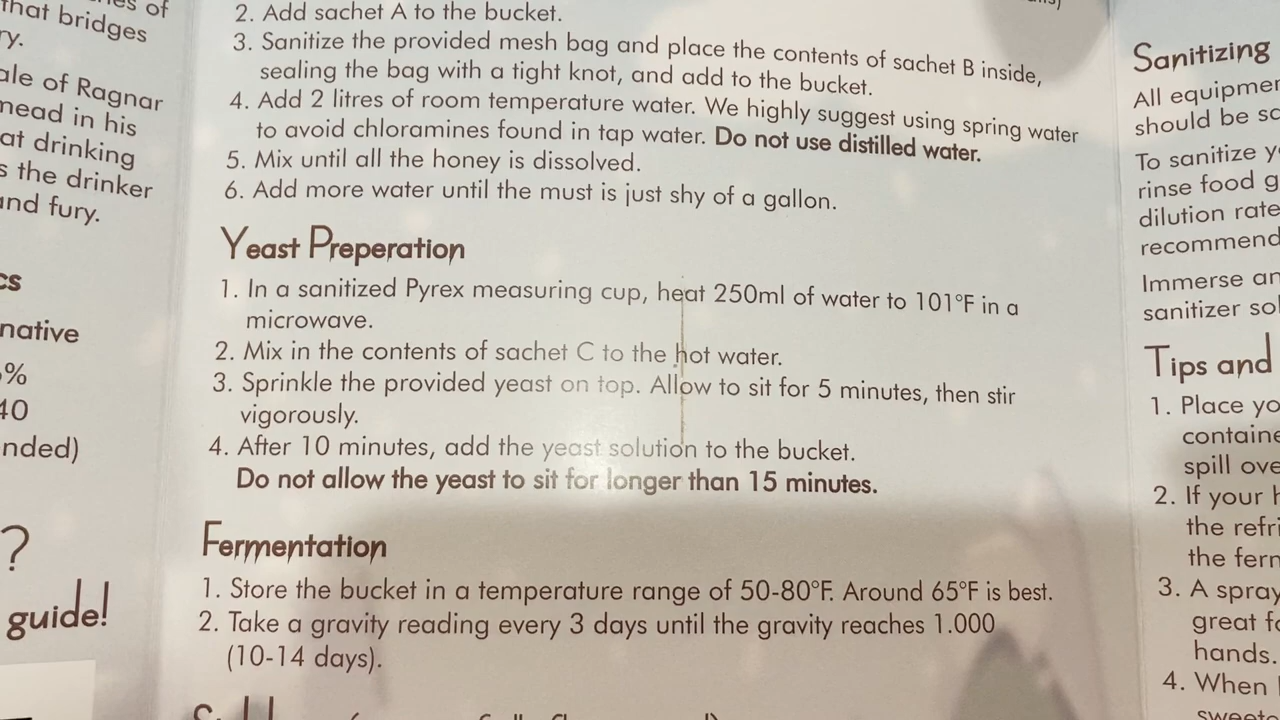 that bridges
ry.
ale of Ragnar
mead in his
at drinking
s the drinker
and fury.
cs
native
%
40
nded)
?
guide!
2. Add sachet A to the bucket.
3. Sanitize the provided mesh bag and place the contents of sachet B inside,
sealing the bag with a tight knot, and add to the bucket.
4. Add 2 litres of room temperature water. We highly suggest using spring water
to avoid chloramines found in tap water. Do not use distilled water.
5. Mix until all the honey is dissolved.
6. Add more water until the must is just shy of a gallon.
Yeast Preperation
1. In a sanitized Pyrex measuring cup, heat 250ml of water to 101°F in a
microwave.
2. Mix in the contents of sachet C to the hot water.
3. Sprinkle the provided yeast on top. Allow to sit for 5 minutes, then stir
vigorously.
4. After 10 minutes, add the yeast solution to the bucket.
Do not allow the yeast to sit for longer than 15 minutes.
Fermentation
1. Store the bucket in a temperature range of 50-80°F. Around 65°F is best.
2. Take a gravity reading every 3 days until the gravity reaches 1.000
(10-14 days).
Sanitizing
All equipmen
should be sa
To sanitize y
rinse food g
dilution rate
recommend
Immerse an
sanitizer sol
Tips and
1. Place yo
containe
spill ove
2. If your h
the refri
the ferm
3. A spray
great fo
hands.
4. When
sweete